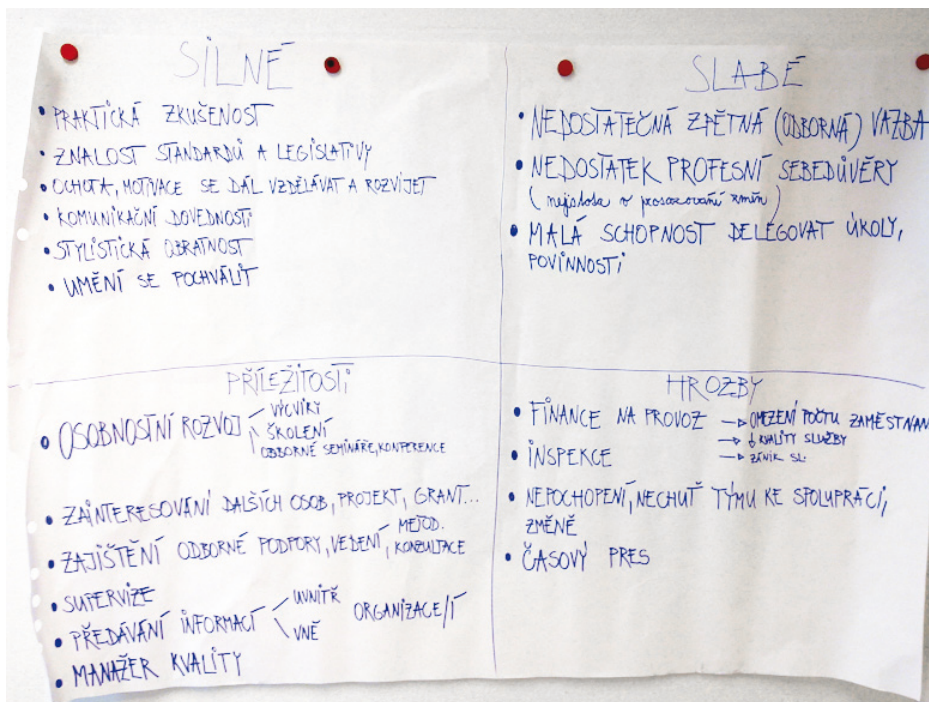 SILNÉ
• PRAKTICKÁ ZKUŠENOST
• ZNALOST STANDARDŮ A LEGISLATIVY
• OCHOTA, MOTIVACE SE DÁL VZDĚLÁVAT A ROZVÍJET
• KOMUNIKAČNÍ DOVEDNOSTI
• STYLISTICKÁ OBRATNOST
• UMĚNÍ SE POCHVÁLIT
SLABÉ
• NEDOSTATEČNÁ ZPĚTNÁ (ODBORNÁ) VAZBA
• NEDOSTATEK PROFESNÍ SEBEDŮVĚRY
(nejistota v prosazování změn)
• MALÁ SCHOPNOST DELEGOVAT ÚKOLY,
POVINNOSTI
PŘÍLEŽITOSTI
• OSOBNOSTNÍ ROZVOJ
VÝCVIKY
ŠKOLENÍ
ODBORNÉ SEMINÁŘE, KONFERENCE
• ZAINTERESOVÁNÍ DALŠÍCH OSOB, PROJEKT, GRANT...
• ZAJIŠTĚNÍ ODBORNÉ PODPORY, VEDENÍ, METOD. KONZULTACE
• SUPERVIZE
• PŘEDÁVÁNÍ INFORMACÍ
UVNITŘ
VNĚ
ORGANIZACE/Í
• MANAŽER KVALITY
HROZBY
• FINANCE NA PROVOZ → OMEZENÍ POČTU ZAMĚSTNAN
→ ↓ KVALITY SLUŽBY
→ ZÁNIK SL.
• INSPEKCE
• NEPOCHOPENÍ, NECHUŤ TÝMU KE SPOLUPRÁCI,
ZMĚNĚ
• ČASOVÝ PRES